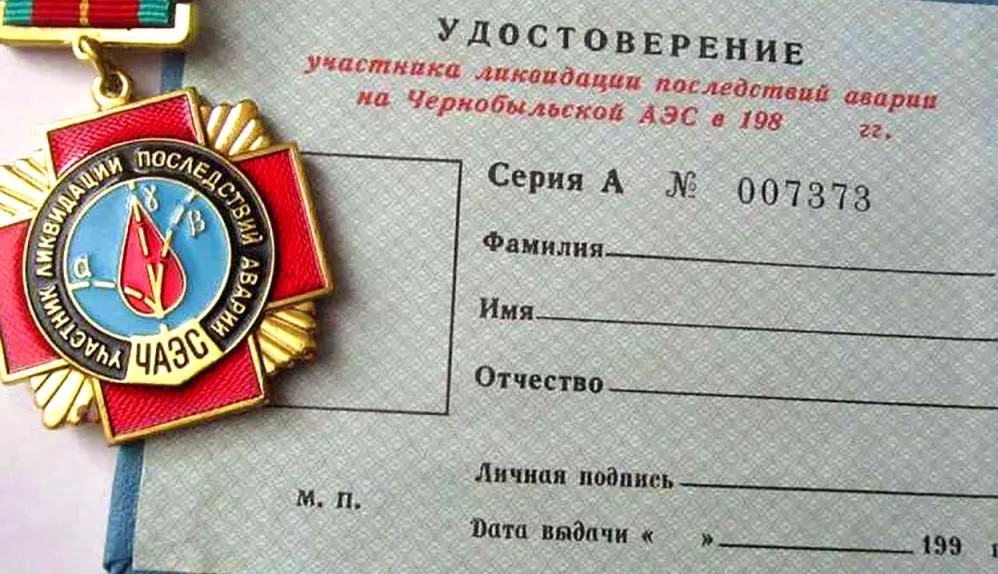 УДОСТОВЕРЕНИЕ
участника ликвидации последствий аварии
на Чернобыльской АЭС в 198 гг.
Серия А № 007373
Фамилия
Имя
Отчество
Личная подпись
М. П.
Дата выдачи « » 199 г
УЧАСТНИК ЛИКВИДАЦИИ ПОСЛЕДСТВИЙ АВАРИИ
ЧАЭС
α γ β